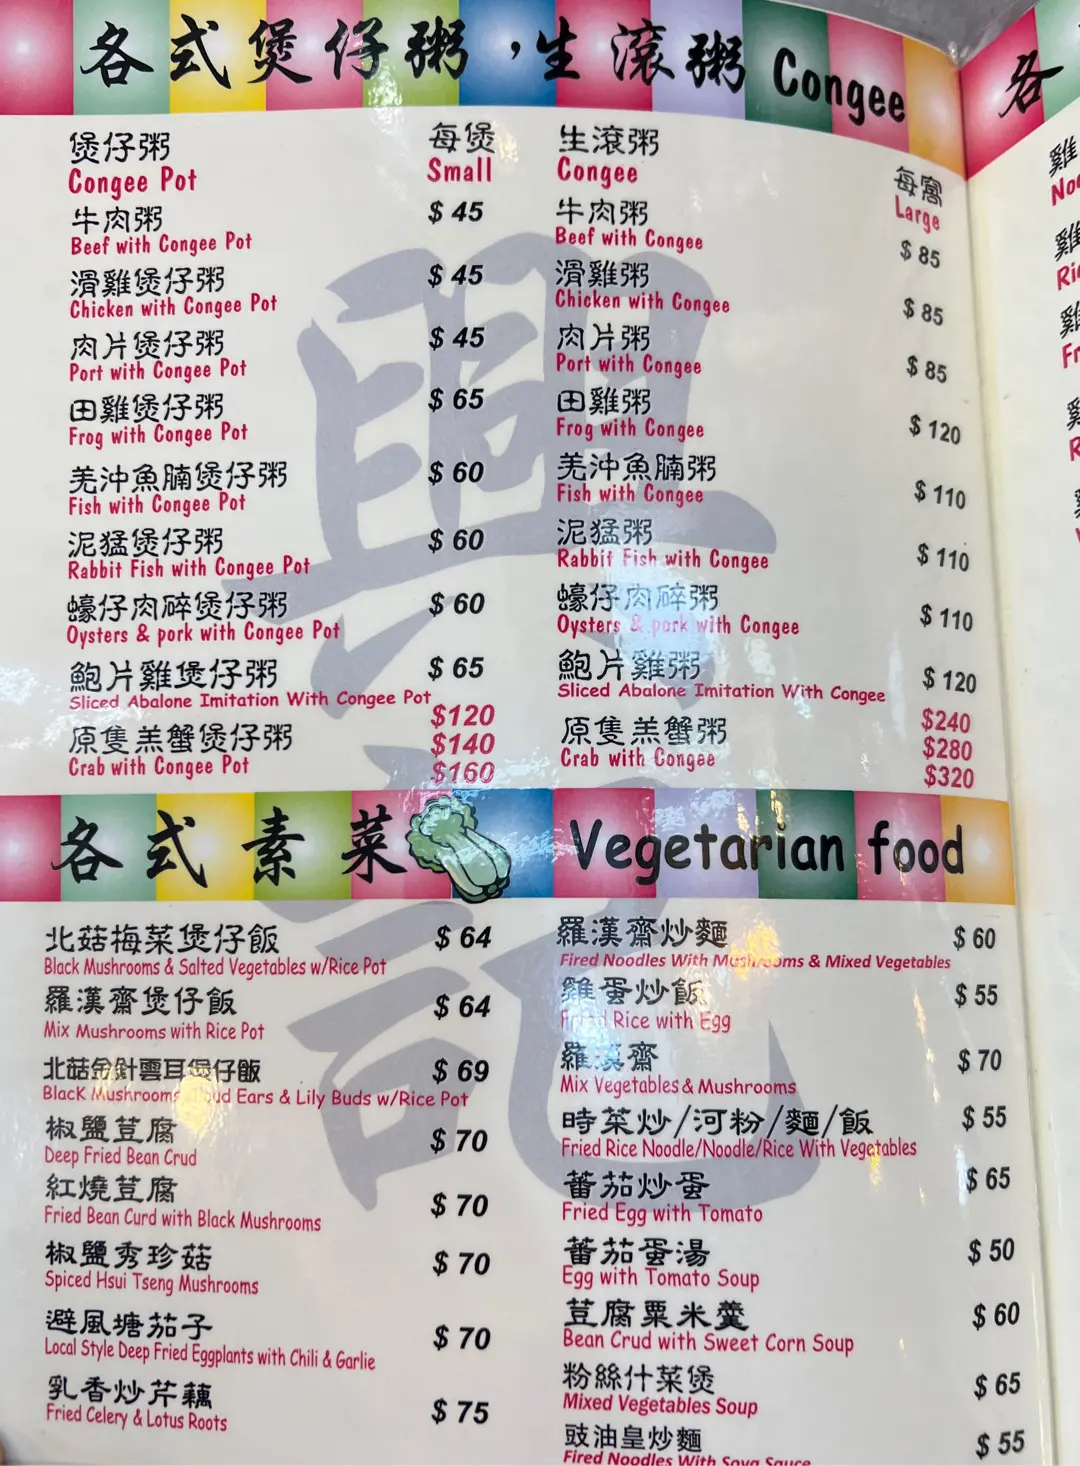 各式煲仔粥，生滾粥 Congee
煲仔粥 每煲
Congee Pot Small
牛肉粥 $ 45
Beef with Congee Pot
滑雞煲仔粥 $ 45
Chicken with Congee Pot
肉片煲仔粥 $ 45
Port with Congee Pot
田雞煲仔粥 $ 65
Frog with Congee Pot
羌沖魚腩煲仔粥 $ 60
Fish with Congee Pot
泥猛煲仔粥 $ 60
Rabbit Fish with Congee Pot
蠔仔肉碎煲仔粥 $ 60
Oysters & pork with Congee Pot
鮑片雞煲仔粥 $ 65
Sliced Abalone Imitation With Congee Pot
原隻羔蟹煲仔粥 $120
Crab with Congee Pot $140
$160
生滾粥 每窩
Congee Large
牛肉粥 $ 85
Beef with Congee
滑雞粥 $ 85
Chicken with Congee
肉片粥 $ 85
Port with Congee
田雞粥 $ 120
Frog with Congee
羌沖魚腩粥 $ 110
Fish with Congee
泥猛粥 $ 110
Rabbit Fish with Congee
蠔仔肉碎粥 $ 110
Oysters & pork with Congee
鮑片雞粥 $ 120
Sliced Abalone Imitation With Congee
原隻羔蟹粥 $240
Crab with Congee $280
$320
興記
各式素菜 Vegetarian food
北菇梅菜煲仔飯 $ 64
Black Mushrooms & Salted Vegetables w/Rice Pot
羅漢齋煲仔飯 $ 64
Mix Mushrooms with Rice Pot
北菇金針雲耳煲仔飯 $ 69
BlacK Mushrooms Ears & Lily Buds w/Rice Pot
椒鹽荳腐 $ 70
Deep Fried Bean Crud
紅燒荳腐 $ 70
Fried Bean Curd with Black Mushrooms
椒鹽秀珍菇 $ 70
Spiced Hsui Tseng Mushrooms
避風塘茄子 $ 70
Local Style Deep Fried Eggplants with Chili & Garlie
乳香炒芹藕 $ 75
Fried Celery & Lotus Roots
羅漢齋炒麵 $ 60
Fired Noodles With Mushrooms & Mixed Vegetables
雞蛋炒飯 $ 55
Fried Rice with Egg
羅漢齋 $ 70
Mix Vegetables & Mushrooms
時菜炒/河粉/麵/飯 $ 55
Fried Rice Noodle/Noodle/Rice With Vegetables
蕃茄炒蛋 $ 65
Fried Egg with Tomato
蕃茄蛋湯 $ 50
Egg with Tomato Soup
荳腐粟米羹 $ 60
Bean Crud with Sweet Corn Soup
粉絲什菜煲 $ 65
Mixed Vegetables Soup
豉油皇炒麵 $ 55
Fired Noodles With Soya Sauce
各
雞